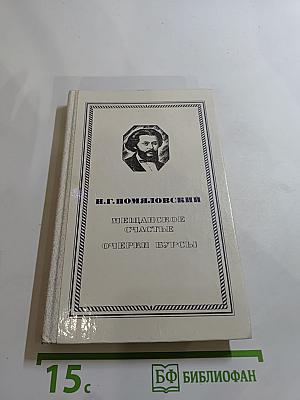 Н.Г.ПОМЯЛОВСКИЙ
МЕЩАНСКОЕ
СЧАСТЬЕ
ОЧЕРКИ БУРСЫ
15с
БФ БИБЛИОФАН